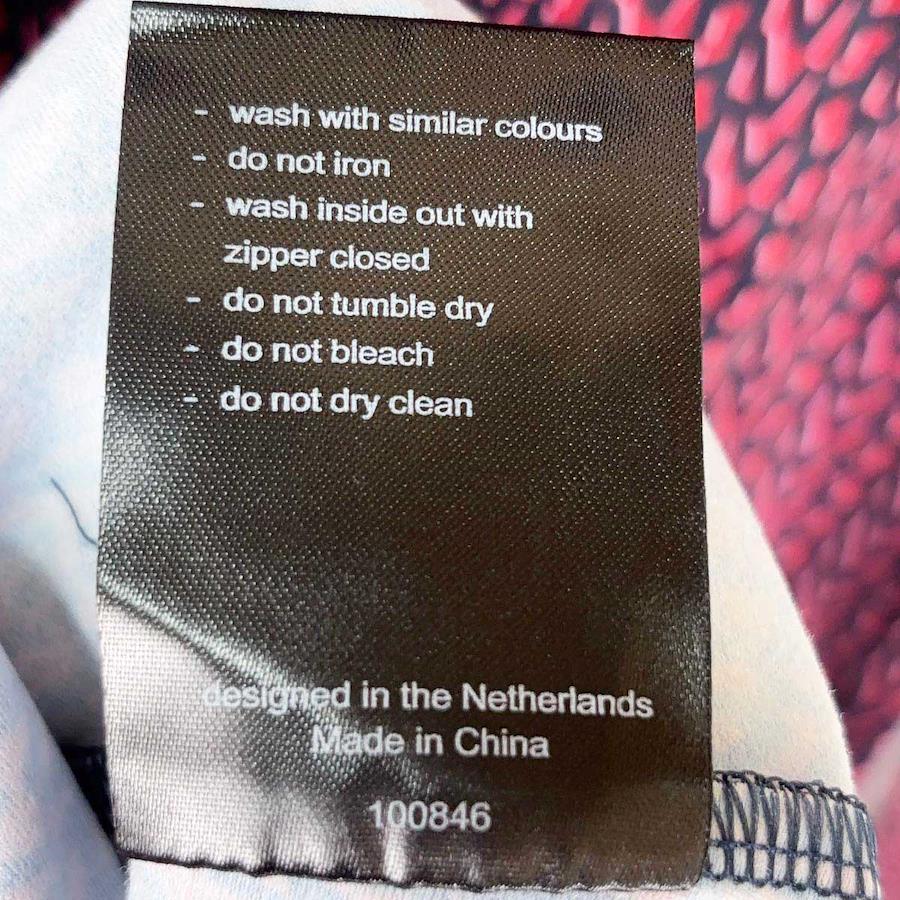 - wash with similar colours
- do not iron
- wash inside out with
zipper closed
- do not tumble dry
- do not bleach
- do not dry clean
designed in the Netherlands
Made in China
100846